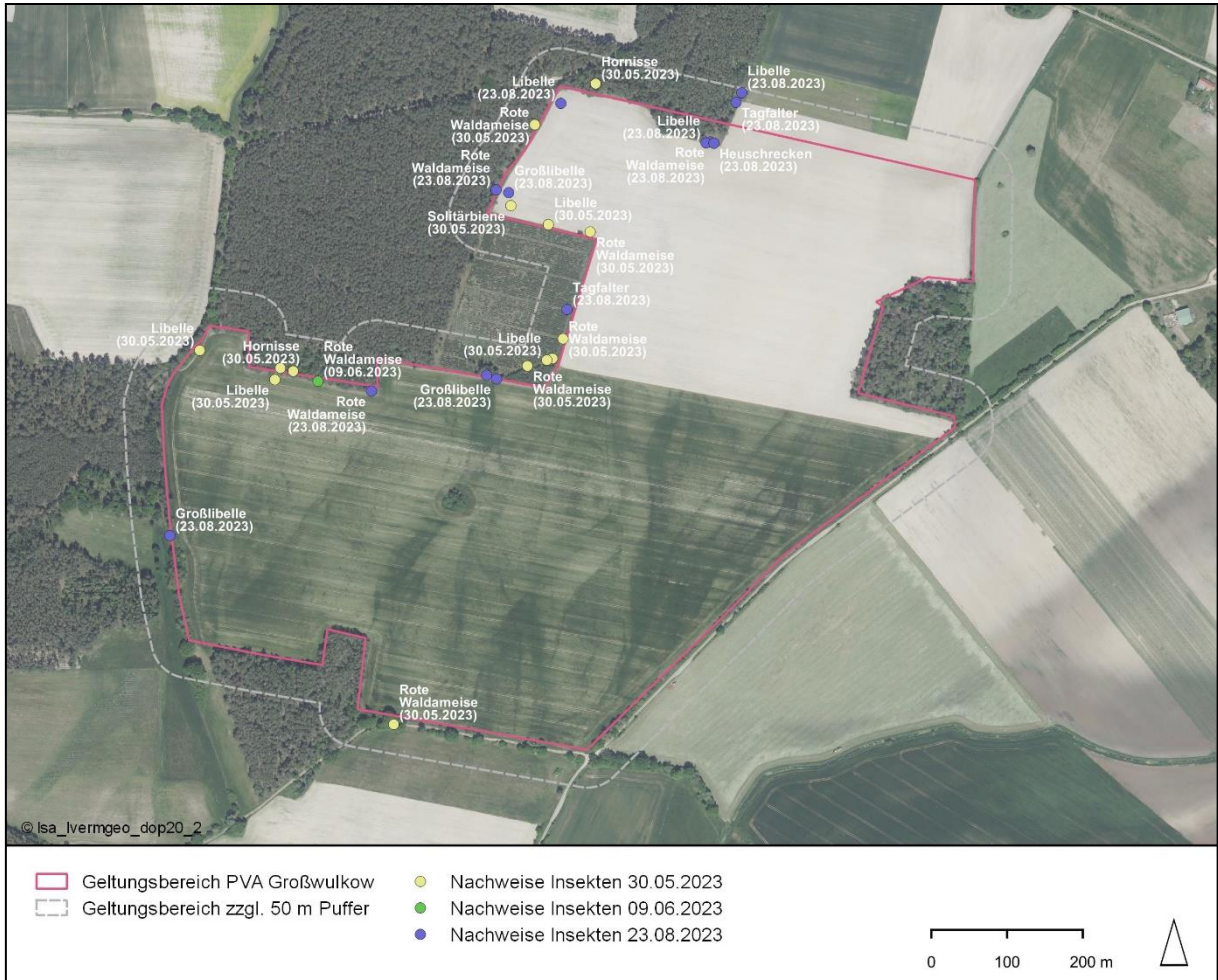 Hornisse
(30.05.2023)
Libelle
(23.08.2023)
Libelle
(23.08.2023)
Tagfalter
(23.08.2023)
Rote
Waldameise
(30.05.2023)
Libelle
(23.08.2023)
Rote
Waldameise
(23.08.2023)
Heuschrecken
(23.08.2023)
Rote
Waldameise
(23.08.2023)
Großlibelle
(23.08.2023)
Solitärbiene
(30.05.2023)
Libelle
(30.05.2023)
Rote
Waldameise
(30.05.2023)
Tagfalter
(23.08.2023)
Libelle
(30.05.2023)
Hornisse
(30.05.2023)
Rote
Waldameise
(09.06.2023)
Libelle
(30.05.2023)
Rote
Waldameise
(30.05.2023)
Libelle
(30.05.2023)
Rote
Waldameise
(23.08.2023)
Großlibelle
(23.08.2023)
Rote
Waldameise
(30.05.2023)
Großlibelle
(23.08.2023)
Rote
Waldameise
(30.05.2023)
© lsa_lvermgeo_dop20_2
Geltungsbereich PVA Großwulkow
Geltungsbereich zzgl. 50 m Puffer
Nachweise Insekten 30.05.2023
Nachweise Insekten 09.06.2023
Nachweise Insekten 23.08.2023
0 100 200 m